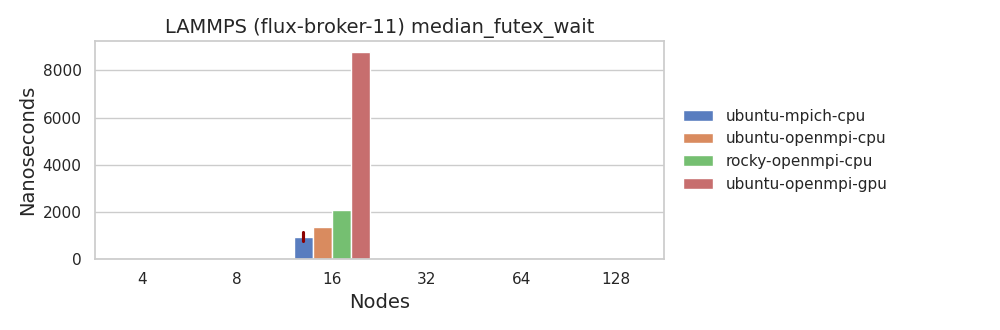 LAMMPS (flux-broker-11) median_futex_wait
Nanoseconds
8000
6000
4000
2000
0
4 8 16 32 64 128
Nodes
ubuntu-mpich-cpu
ubuntu-openmpi-cpu
rocky-openmpi-cpu
ubuntu-openmpi-gpu